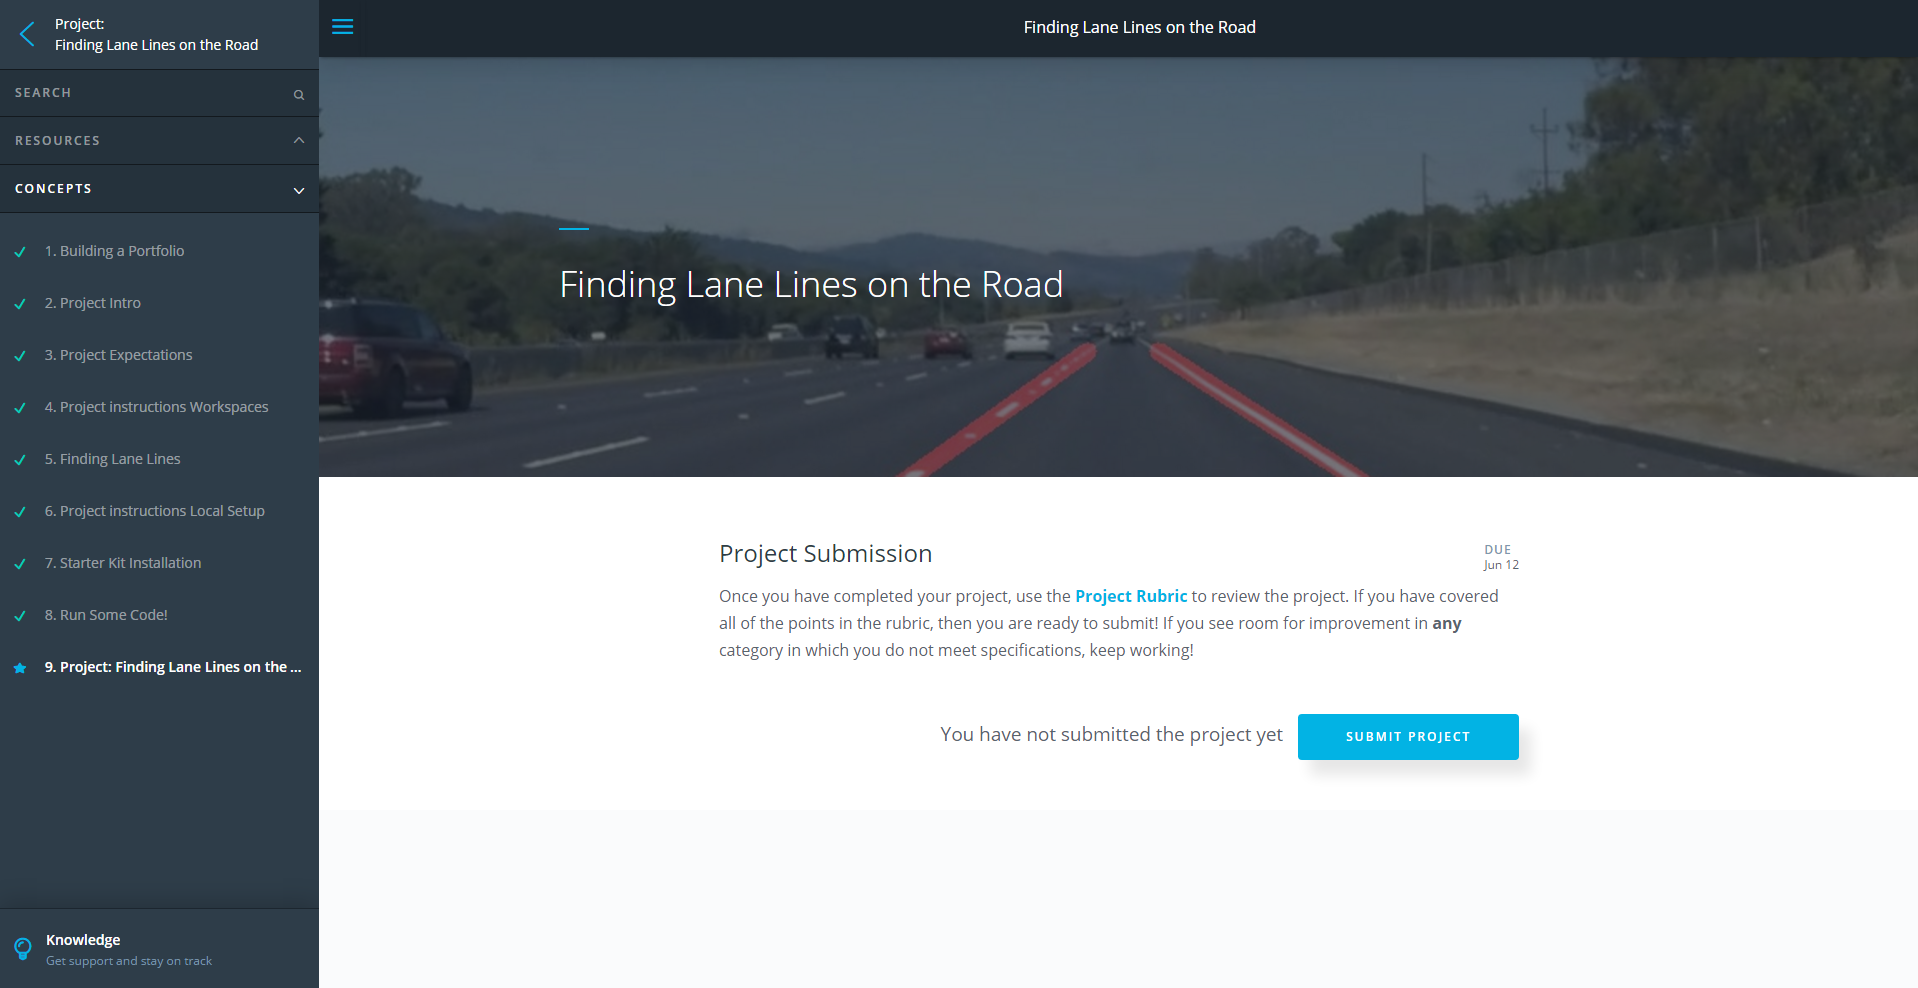 Project:
Finding Lane Lines on the Road
SEARCH
RESOURCES
CONCEPTS
1. Building a Portfolio
2. Project Intro
3. Project Expectations
4. Project instructions Workspaces
5. Finding Lane Lines
6. Project instructions Local Setup
7. Starter Kit Installation
8. Run Some Code!
9. Project: Finding Lane Lines on the ...
Knowledge
Get support and stay on track
Finding Lane Lines on the Road
Finding Lane Lines on the Road
Project Submission
DUE
Jun 12
Once you have completed your project, use the Project Rubric to review the project. If you have covered
all of the points in the rubric, then you are ready to submit! If you see room for improvement in any
category in which you do not meet specifications, keep working!
You have not submitted the project yet
SUBMIT PROJECT